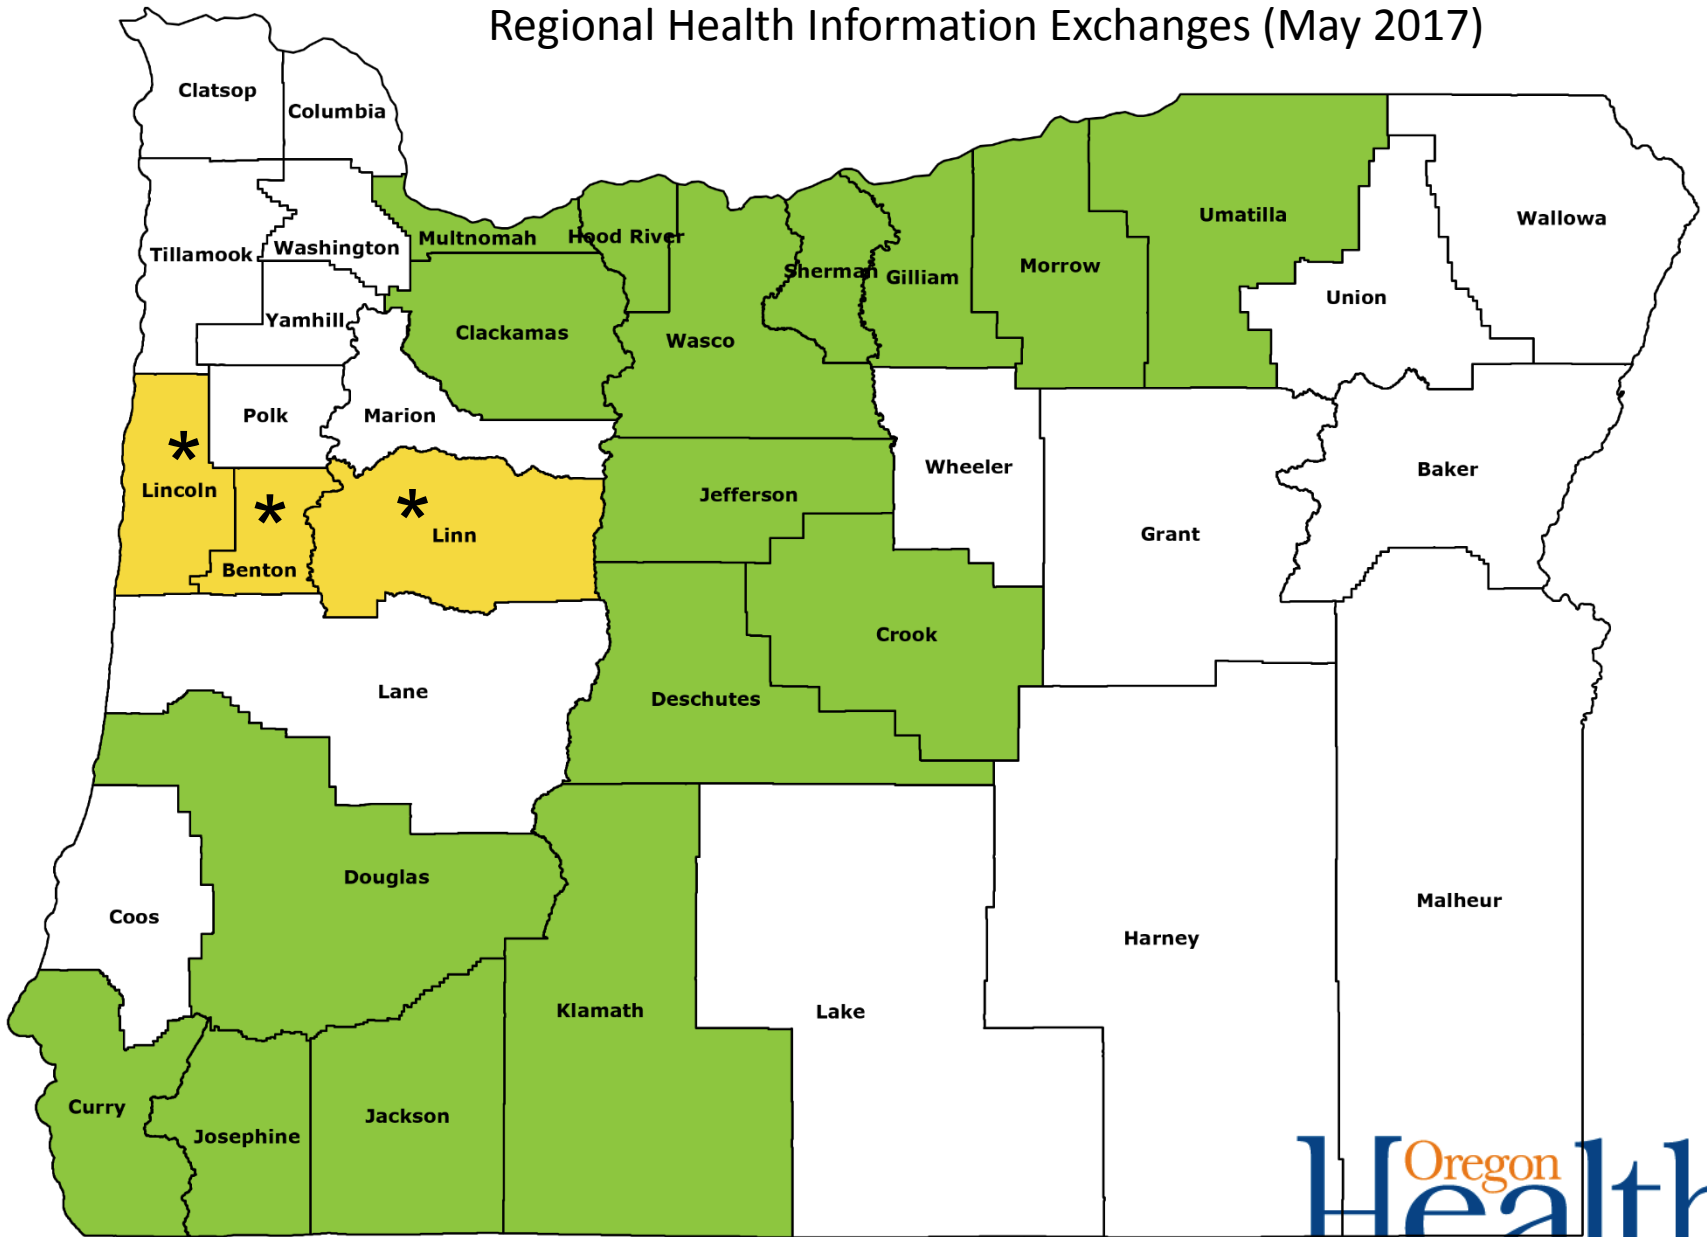 Regional Health Information Exchanges (May 2017)
Clatsop
Columbia
Tillamook
Washington
Multnomah
Hood River
Sherman
Gilliam
Morrow
Umatilla
Wallowa
Union
Yamhill
Clackamas
Wasco
Polk
Marion
Wheeler
Baker
*
Lincoln
*
Benton
*
Linn
Jefferson
Grant
Crook
Lane
Deschutes
Douglas
Coos
Malheur
Harney
Klamath
Lake
Curry
Josephine
Jackson
Oregon
Health